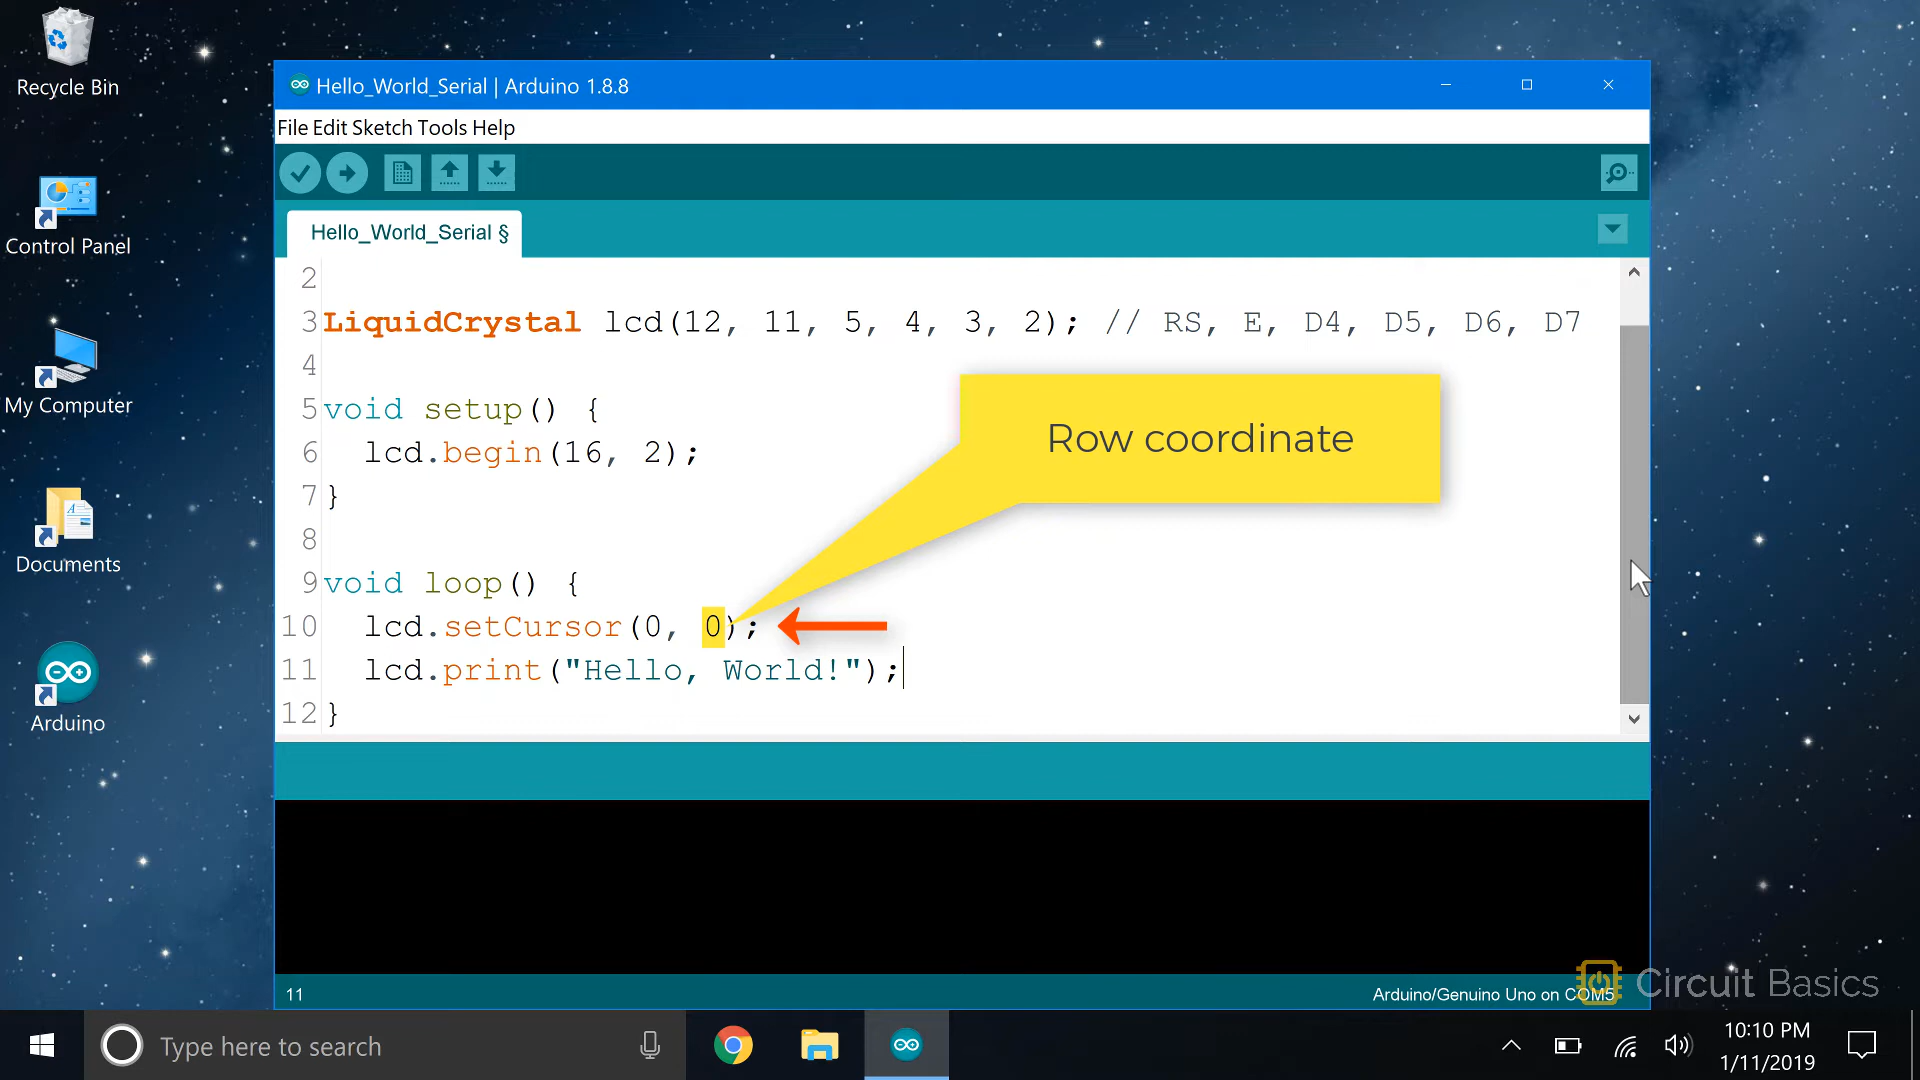 Recycle Bin
Control Panel
My Computer
Documents
Arduino
Hello_World_Serial | Arduino 1.8.8
File Edit Sketch Tools Help
Hello_World_Serial §
2
3 LiquidCrystal lcd(12, 11, 5, 4, 3, 2); // RS, E, D4, D5, D6, D7
4
5 void setup() {
6 lcd.begin(16, 2);
7 }
8
9 void loop() {
10 lcd.setCursor(0, 0);
11 lcd.print("Hello, World!");
12 }
Row coordinate
11
Arduino/Genuino Uno on COM5
Circuit Basics
Type here to search
10:10 PM
1/11/2019